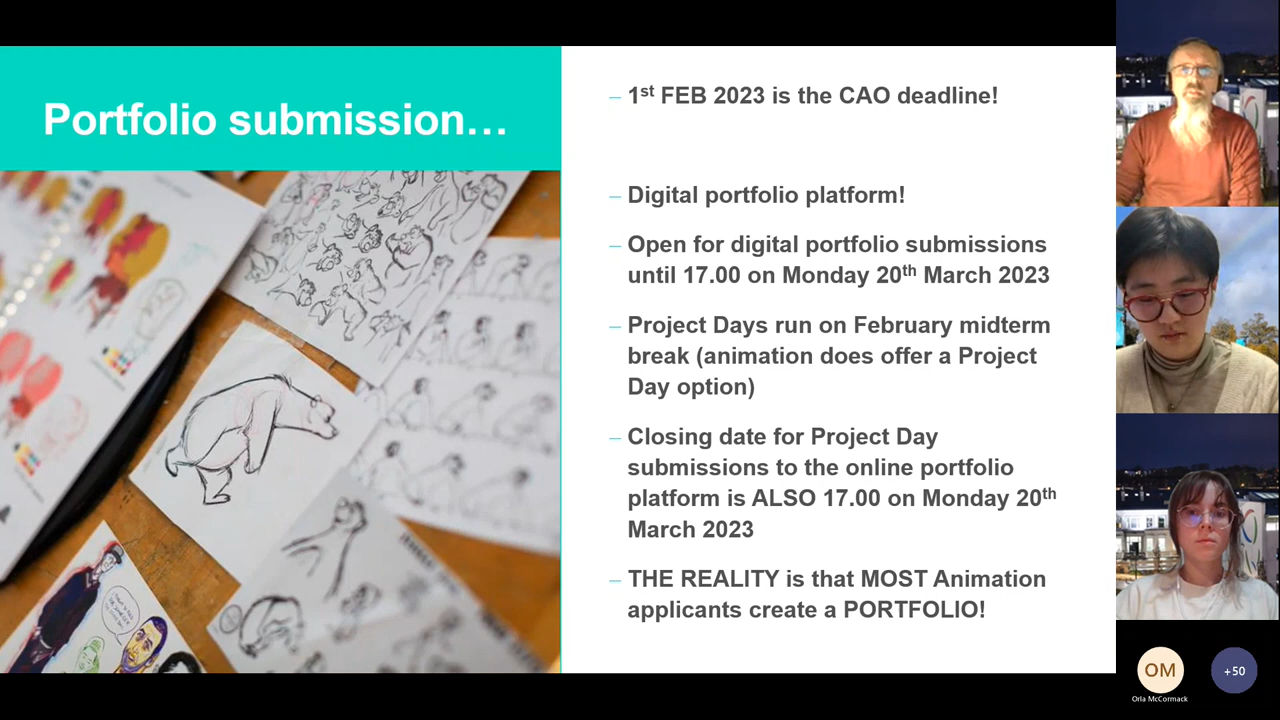 Portfolio submission…
– 1st FEB 2023 is the CAO deadline!
– Digital portfolio platform!
– Open for digital portfolio submissions
until 17.00 on Monday 20th March 2023
– Project Days run on February midterm
break (animation does offer a Project
Day option)
– Closing date for Project Day
submissions to the online portfolio
platform is ALSO 17.00 on Monday 20th
March 2023
– THE REALITY is that MOST Animation
applicants create a PORTFOLIO!
OM
+50
Orla McCormack